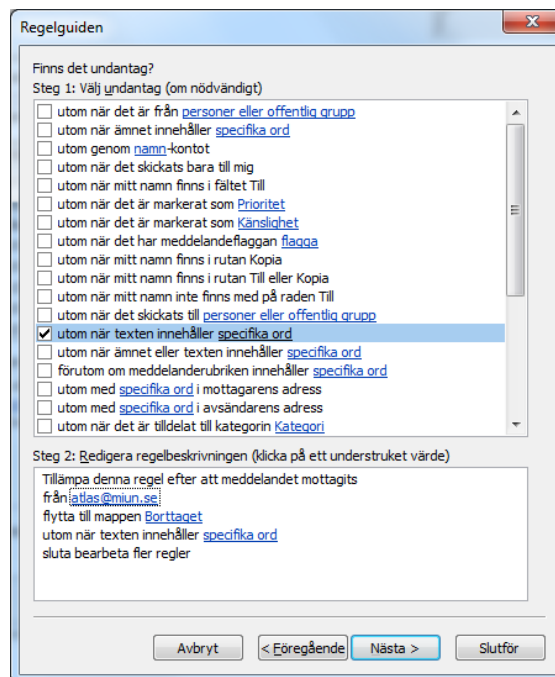 Regelguiden
Finns det undantag?
Steg 1: Välj undantag (om nödvändigt)
utom när det är från personer eller offentlig grupp
utom när ämnet innehåller specifika ord
utom genom namn-kontot
utom när det skickats bara till mig
utom när mitt namn finns i fältet Till
utom när det är markerat som Prioritet
utom när det är markerat som Känslighet
utom när det har meddelandeflaggan flagga
utom när mitt namn finns i rutan Kopia
utom när mitt namn finns i rutan Till eller Kopia
utom när mitt namn inte finns med på raden Till
utom när det skickats till personer eller offentlig grupp
utom när texten innehåller specifika ord
utom när ämnet eller texten innehåller specifika ord
förutom om meddelanderubriken innehåller specifika ord
utom med specifika ord i mottagarens adress
utom med specifika ord i avsändarens adress
utom när det är tilldelat till kategorin Kategori
Steg 2: Redigera regelbeskrivningen (klicka på ett understruket värde)
Tillämpa denna regel efter att meddelandet mottagits
från atlas@miun.se
flytta till mappen Borttaget
utom när texten innehåller specifika ord
sluta bearbeta fler regler
Avbryt < Föregående Nästa > Slutför